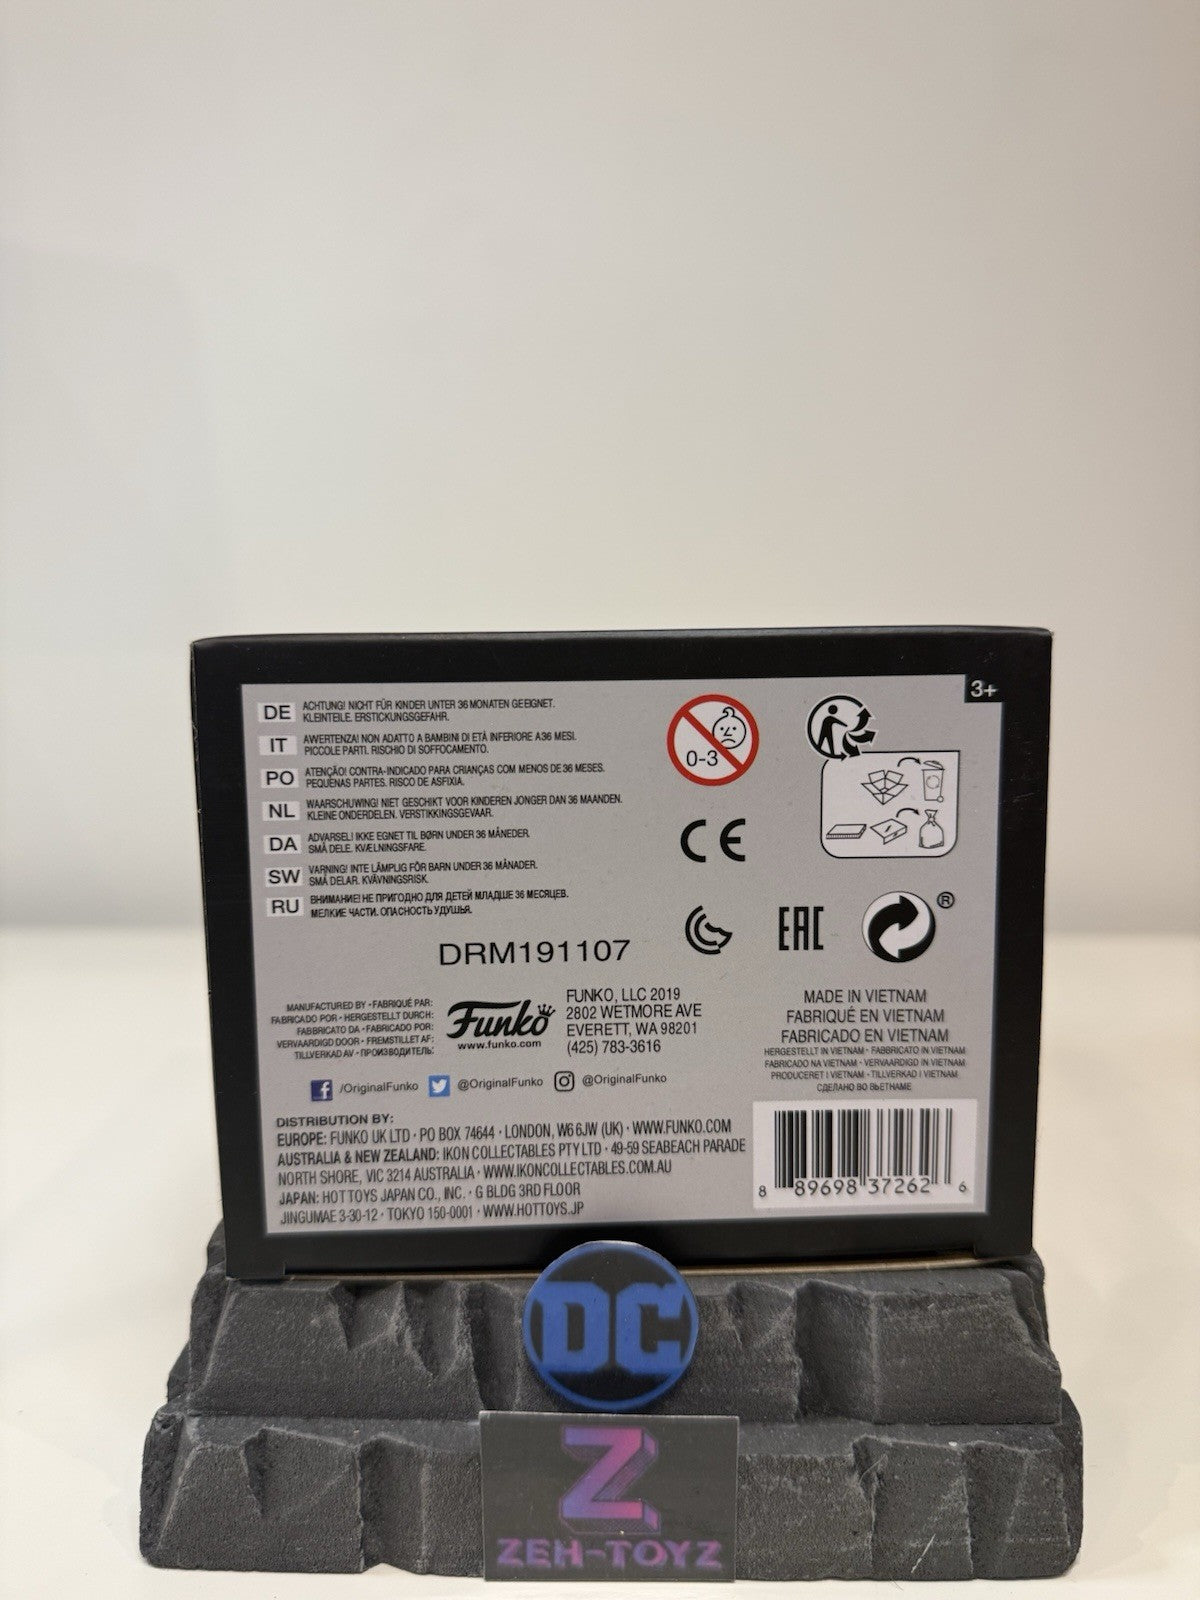 3+
DE ACHTUNG! NICHT FÜR KINDER UNTER 36 MONATEN GEEIGNET.
KLEINTEILE. ERSTICKUNGSGEFAHR.
IT AWERTENZA! NON ADATTO A BAMBINI DI ETÀ INFERIORE A36 MESI.
PICCOLE PARTI. RISCHIO DI SOFFOCAMENTO.
PO ATENÇÃO! CONTRA-INDICADO PARA CRIANÇAS COM MENOS DE 36 MESES.
PEQUENAS PARTES. RISCO DE ASFIXIA.
NL WAARSCHUWING! NIET GESCHIKT VOOR KINDEREN JONGER DAN 36 MAANDEN.
KLEINE ONDERDELEN. VERSTIKKINGSGEVAAR.
DA ADVARSEL! IKKE EGNET TIL BØRN UNDER 36 MÅNEDER.
SMÅ DELE. KVÆLNINGSFARE.
SW VARNING! INTE LÄMPLIG FÖR BARN UNDER 36 MÅNADER.
SMÅ DELAR. KVÄVNINGSRISK.
RU ВНИМАНИЕ! НЕ ПРИГОДНО ДЛЯ ДЕТЕЙ МЛАДШЕ 36 МЕСЯЦЕВ.
МЕЛКИЕ ЧАСТИ. ОПАСНОСТЬ УДУШЬЯ.
0-3
CE
EAC
®
DRM191107
MANUFACTURED BY • FABRIQUÉ PAR:
FABRICADO POR • HERGESTELLT DURCH:
FABBRICATO DA • FABRICADO POR:
VERVAARDIGD DOOR • FREMSTILLET AF:
TILLVERKAD AV • ПРОИЗВОДИТЕЛЬ:
Funko
www.funko.com
FUNKO, LLC 2019
2802 WETMORE AVE
EVERETT, WA 98201
(425) 783-3616
MADE IN VIETNAM
FABRIQUÉ EN VIETNAM
FABRICADO EN VIETNAM
HERGESTELLT IN VIETNAM • FABBRICATO IN VIETNAM
FABRICADO NA VIETNAM • VERVAARDIGD IN VIETNAM
PRODUCERET I VIETNAM • TILLVERKAD I VIETNAM
СДЕЛАНО ВО ВЬЕТНАМЕ
/OriginalFunko @OriginalFunko @OriginalFunko
DISTRIBUTION BY:
EUROPE: FUNKO UK LTD • PO BOX 74644 • LONDON, W6 6JW (UK) • WWW.FUNKO.COM
AUSTRALIA & NEW ZEALAND: IKON COLLECTABLES PTY LTD • 49-59 SEABEACH PARADE
NORTH SHORE, VIC 3214 AUSTRALIA • WWW.IKONCOLLECTABLES.COM.AU
JAPAN: HOT TOYS JAPAN CO., INC. • G BLDG 3RD FLOOR
JINGUMAE 3-30-12 • TOKYO 150-0001 • WWW.HOTTOYS.JP
8 89698 37262 6
DC
Z
ZEH-TOYZ